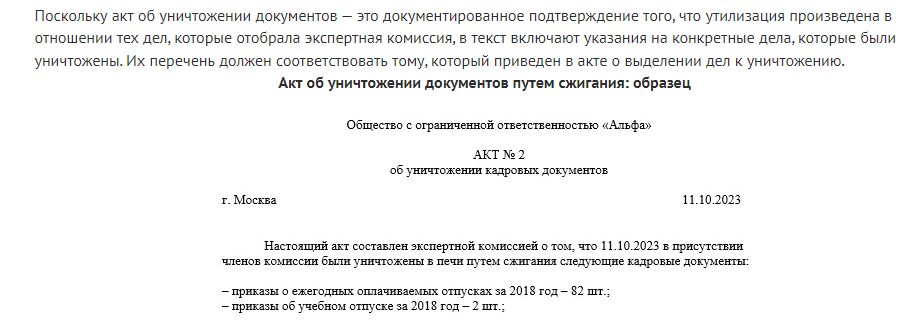 Поскольку акт об уничтожении документов — это документированное подтверждение того, что утилизация произведена в
отношении тех дел, которые отобрала экспертная комиссия, в текст включают указания на конкретные дела, которые были
уничтожены. Их перечень должен соответствовать тому, который приведен в акте о выделении дел к уничтожению.
Акт об уничтожении документов путем сжигания: образец
Общество с ограниченной ответственностью «Альфа»
АКТ № 2
об уничтожении кадровых документов
г. Москва 11.10.2023
Настоящий акт составлен экспертной комиссией о том, что 11.10.2023 в присутствии
членов комиссии были уничтожены в печи путем сжигания следующие кадровые документы:
– приказы о ежегодных оплачиваемых отпусках за 2018 год – 82 шт.;
– приказы об учебном отпуске за 2018 год – 2 шт.;